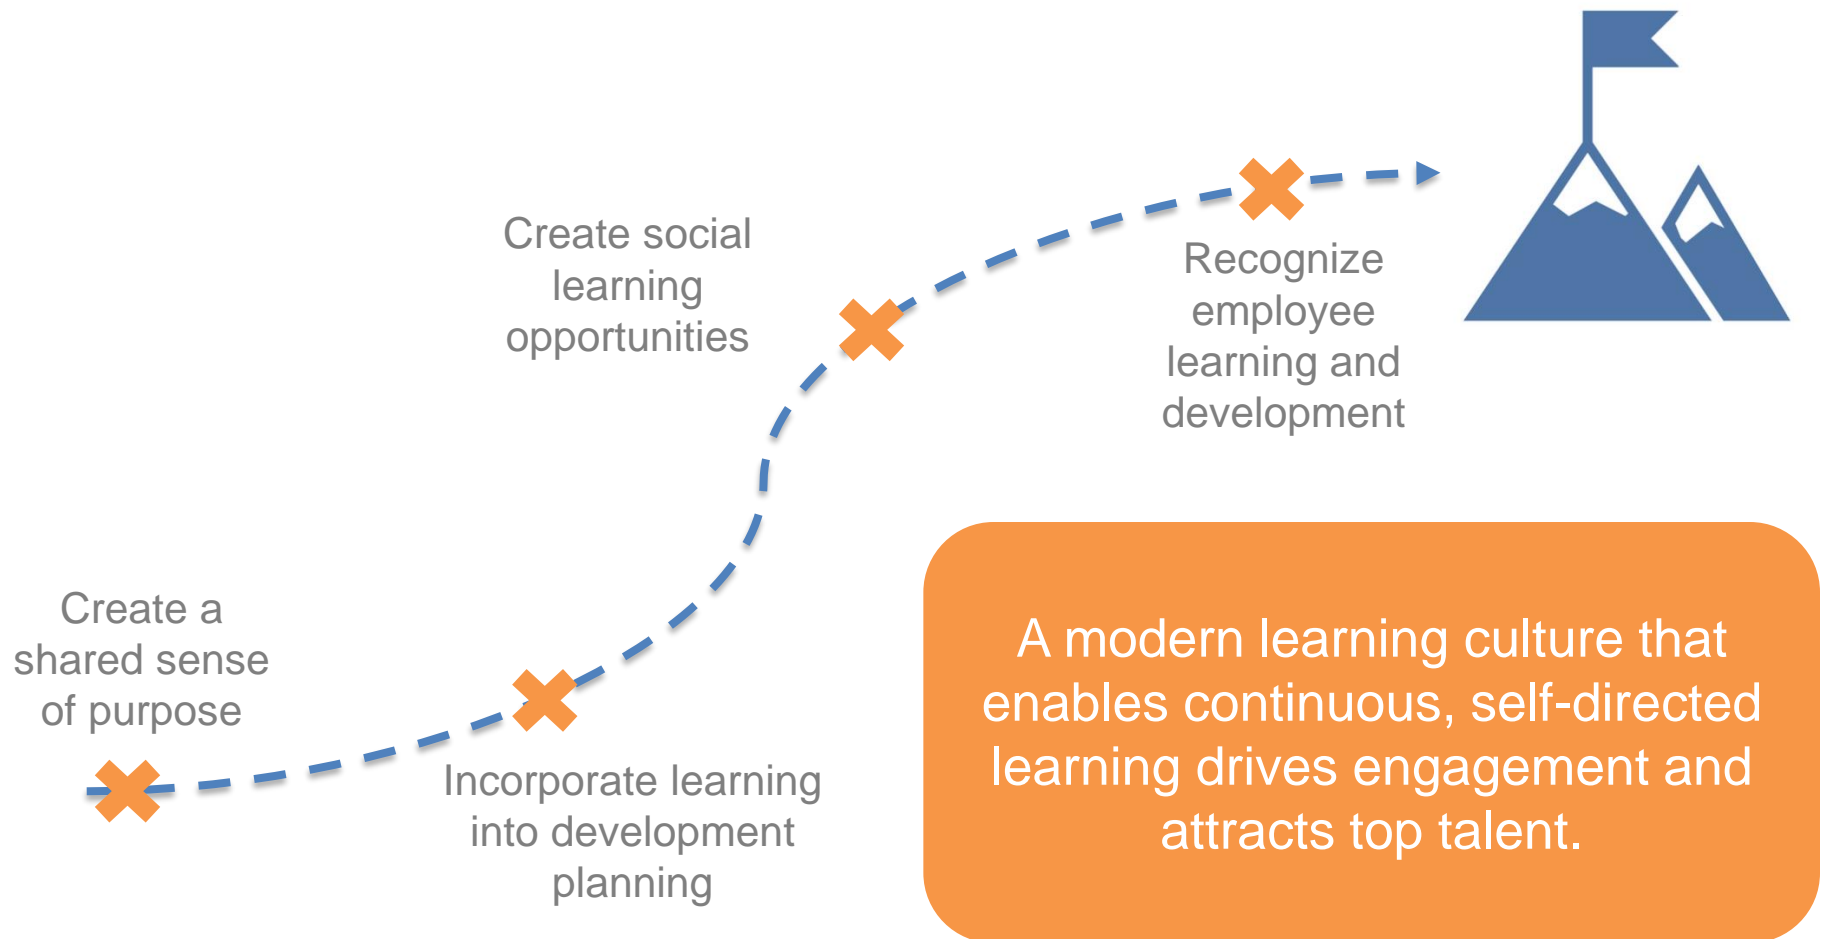 Create social
learning
opportunities
Recognize
employee
learning and
development
Create a
shared sense
of purpose
Incorporate learning
into development
planning
A modern learning culture that
enables continuous, self-directed
learning drives engagement and
attracts top talent.